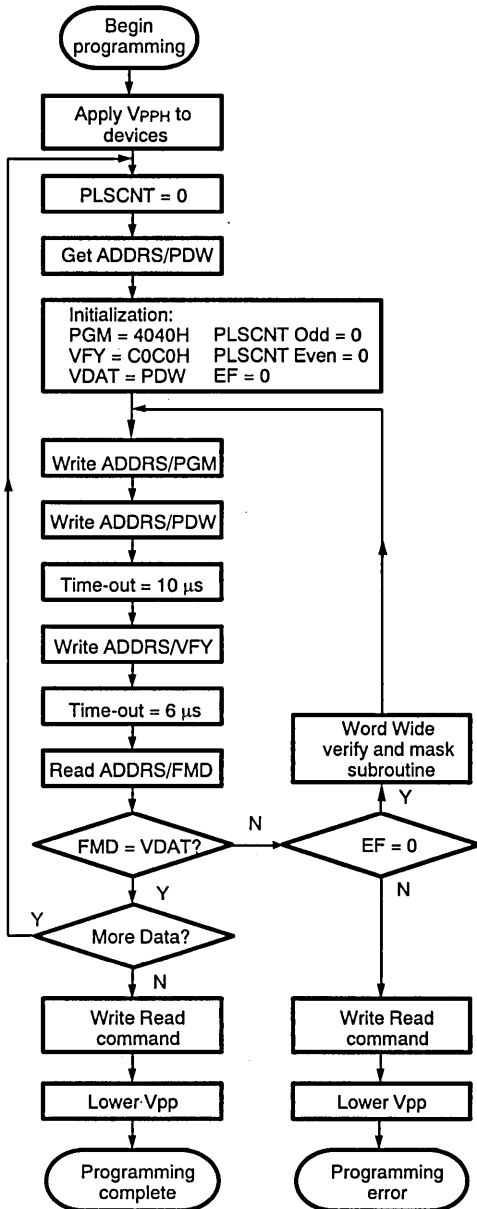 Begin
programming
Apply VPPH to
devices
PLSCNT = 0
Get ADDRS/PDW
Initialization:
PGM = 4040H PLSCNT Odd = 0
VFY = C0C0H PLSCNT Even = 0
VDAT = PDW EF = 0
Write ADDRS/PGM
Write ADDRS/PDW
Time-out = 10 µs
Write ADDRS/VFY
Time-out = 6 µs
Read ADDRS/FMD
Word Wide
verify and mask
subroutine
Y
FMD = VDAT?
N
EF = 0
Y
N
Y
More Data?
N
Write Read
command
Write Read
command
Lower Vpp
Lower Vpp
Programming
complete
Programming
error